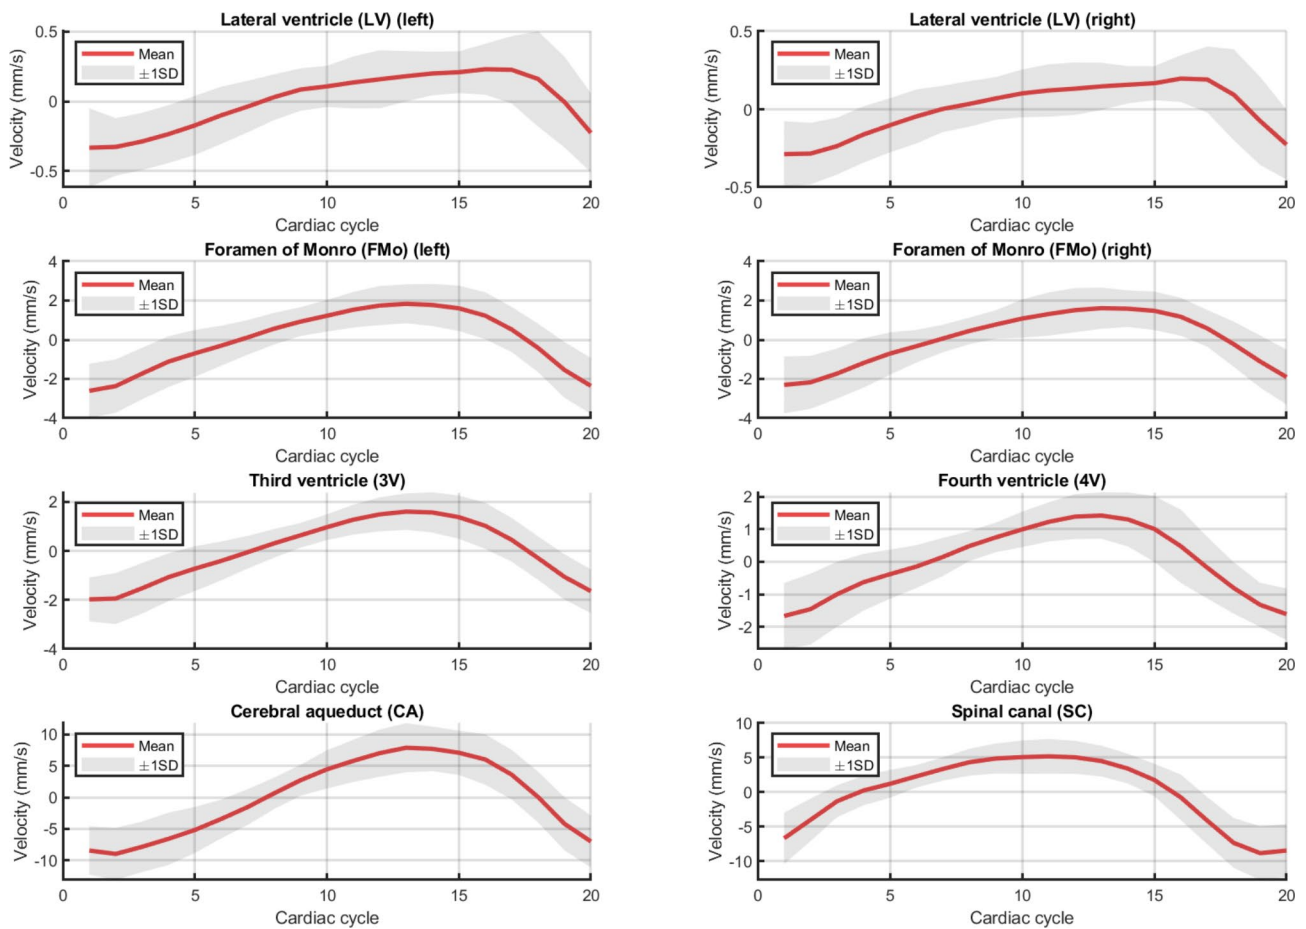 Lateral ventricle (LV) (left)
Velocity (mm/s)
0.5
0
-0.5
Mean
±1SD
0 5 10 15 20
Cardiac cycle
Lateral ventricle (LV) (right)
Velocity (mm/s)
0.5
0
-0.5
Mean
±1SD
0 5 10 15 20
Cardiac cycle
Foramen of Monro (FMo) (left)
Velocity (mm/s)
4
2
0
-2
-4
Mean
±1SD
0 5 10 15 20
Cardiac cycle
Foramen of Monro (FMo) (right)
Velocity (mm/s)
4
2
0
-2
-4
Mean
±1SD
0 5 10 15 20
Cardiac cycle
Third ventricle (3V)
Velocity (mm/s)
2
0
-2
-4
Mean
±1SD
0 5 10 15 20
Cardiac cycle
Fourth ventricle (4V)
Velocity (mm/s)
2
1
0
-1
-2
Mean
±1SD
0 5 10 15 20
Cardiac cycle
Cerebral aqueduct (CA)
Velocity (mm/s)
10
5
0
-5
-10
Mean
±1SD
0 5 10 15 20
Cardiac cycle
Spinal canal (SC)
Velocity (mm/s)
10
5
0
-5
-10
Mean
±1SD
0 5 10 15 20
Cardiac cycle